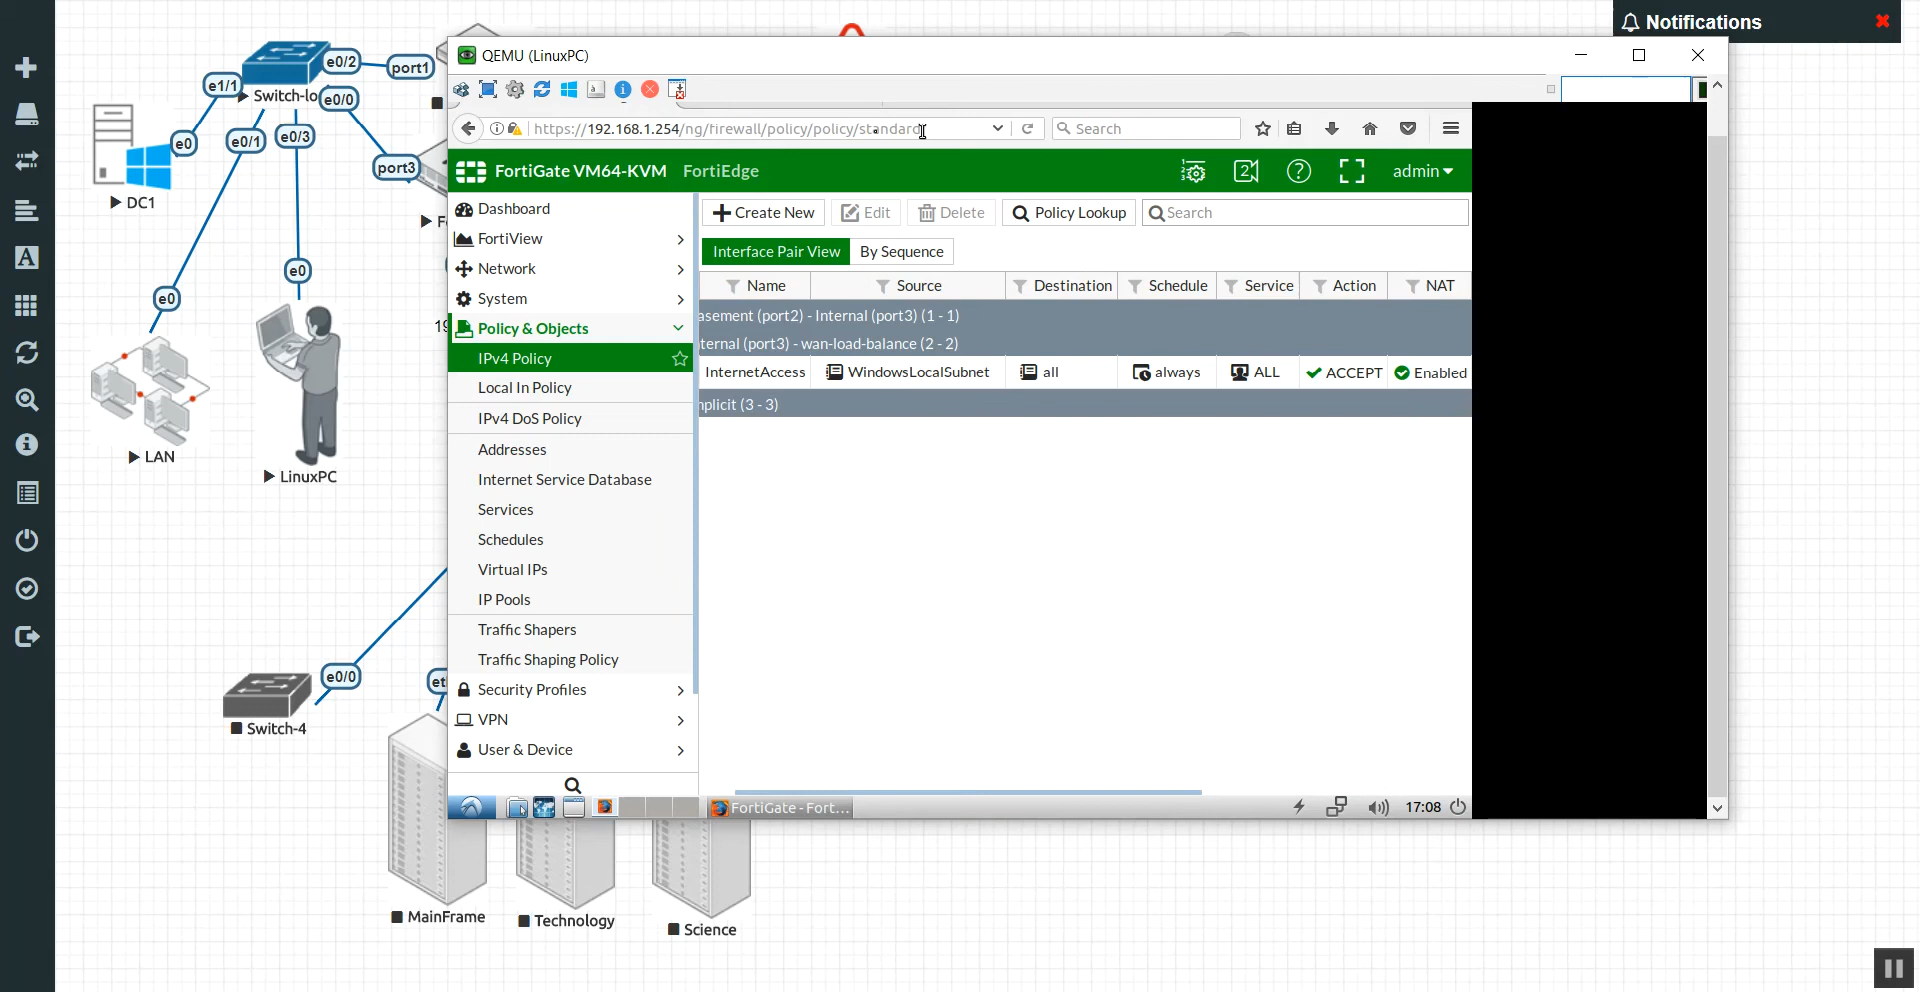 Notifications
QEMU (LinuxPC)
e0/2
port1
e1/1
Switch-lo
e0/0
e0
e0/1
e0/3
port3
DC1
e0
e0
LAN
LinuxPC
19
e0/0
et
Switch-4
MainFrame
Technology
Science
https://192.168.1.254/ng/firewall/policy/policy/standard
Search
FortiGate VM64-KVM FortiEdge
2
admin
Dashboard
FortiView
Network
System
Policy & Objects
IPv4 Policy
Local In Policy
IPv4 DoS Policy
Addresses
Internet Service Database
Services
Schedules
Virtual IPs
IP Pools
Traffic Shapers
Traffic Shaping Policy
Security Profiles
VPN
User & Device
Create New Edit Delete Policy Lookup Search
Interface Pair View By Sequence
Name Source Destination Schedule Service Action NAT
asement (port2) - Internal (port3) (1 - 1)
ternal (port3) - wan-load-balance (2 - 2)
InternetAccess WindowsLocalSubnet all always ALL ACCEPT Enabled
nplicit (3 - 3)
FortiGate - Fort...
17:08